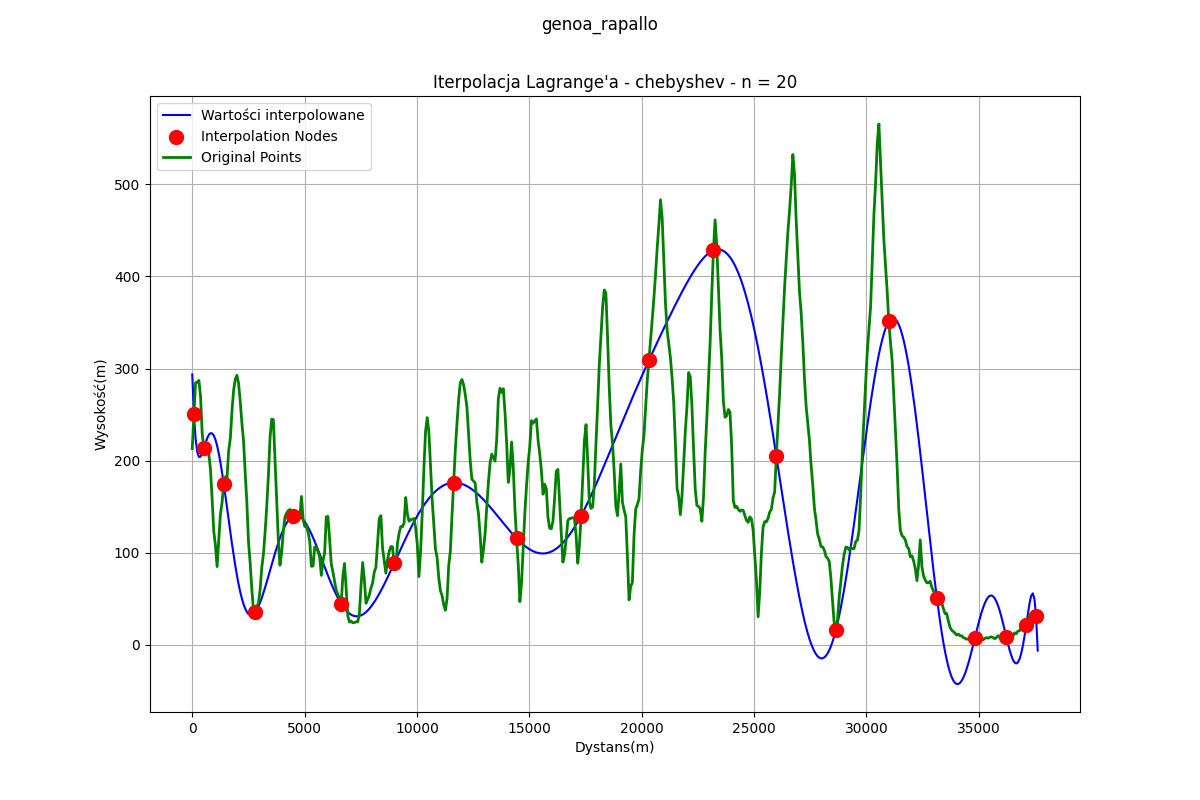 genoa_rapallo
Iterpolacja Lagrange'a - chebyshev - n = 20
Wartości interpolowane
Interpolation Nodes
Original Points
Wysokość(m)
500
400
300
200
100
0
0 5000 10000 15000 20000 25000 30000 35000
Dystans(m)